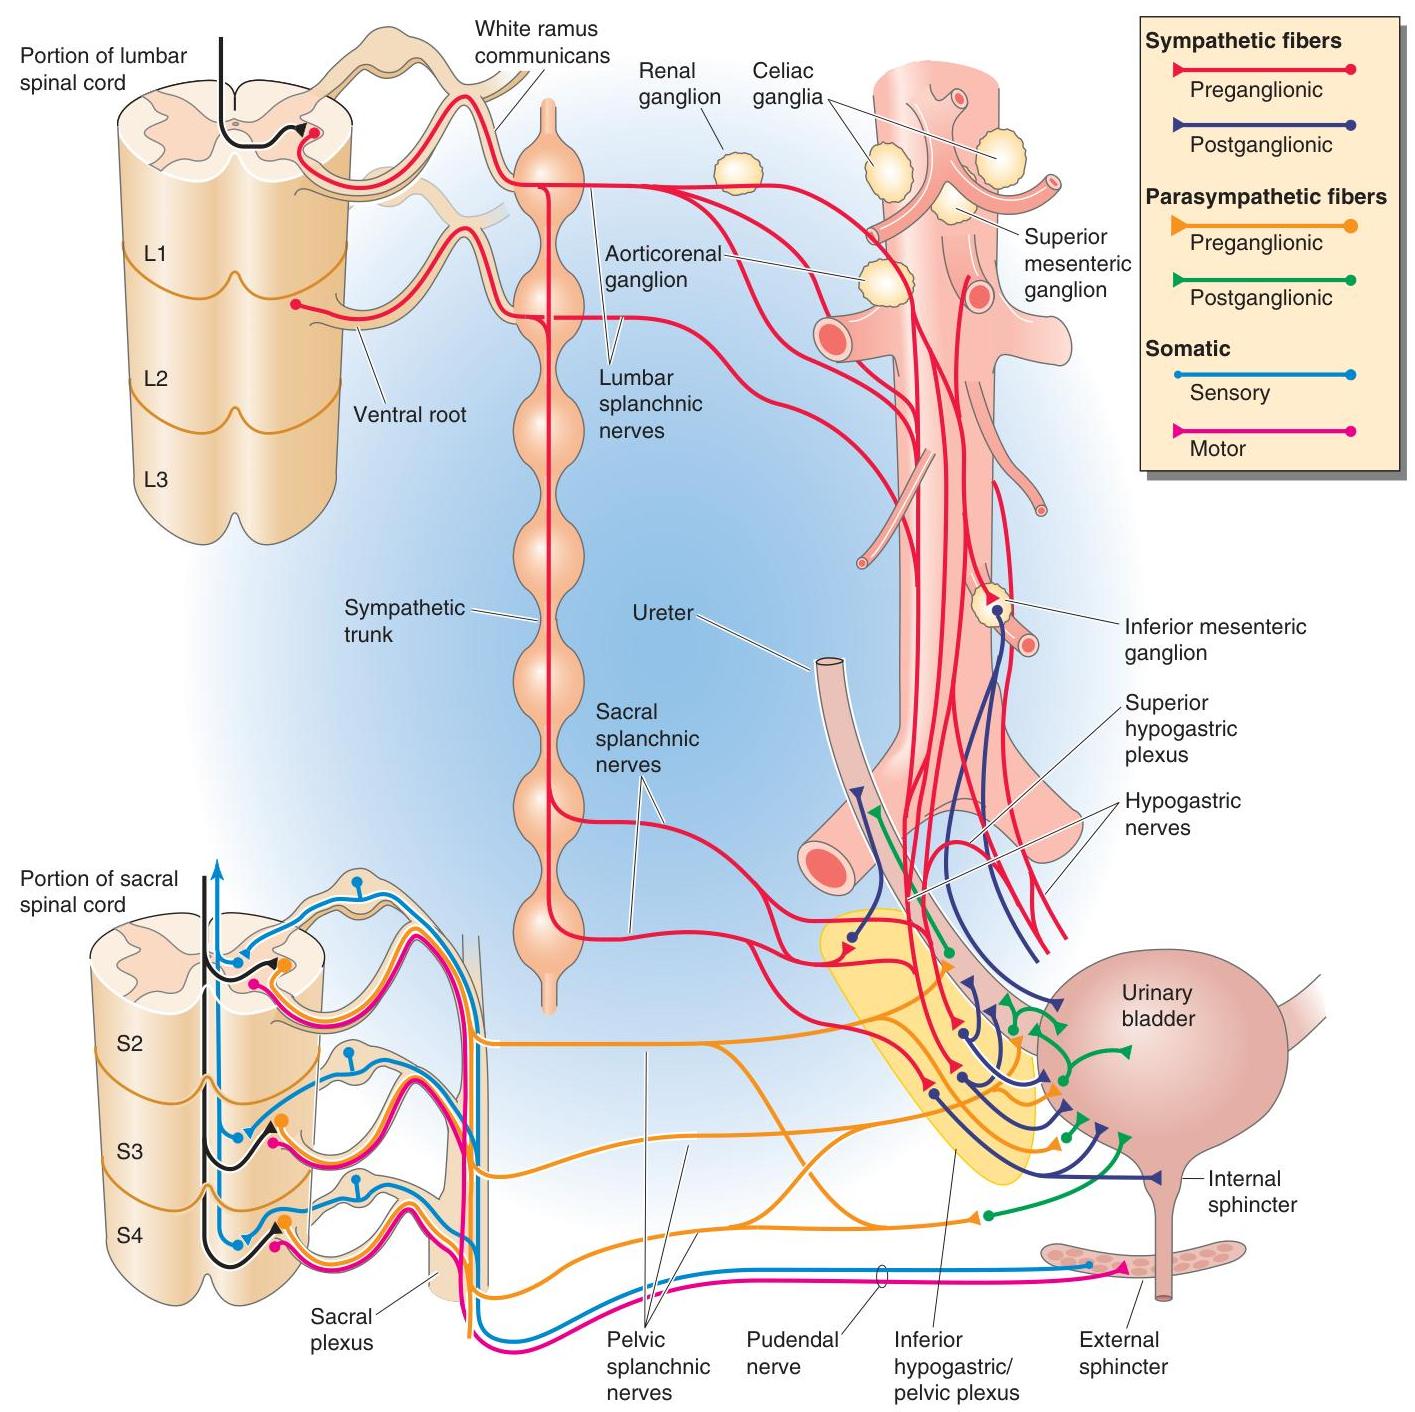 White ramus
communicans
Portion of lumbar
spinal cord
Renal
ganglion
Celiac
ganglia
Sympathetic fibers
Preganglionic
Postganglionic
Parasympathetic fibers
Preganglionic
Postganglionic
Somatic
Sensory
Motor
L1
L2
L3
Aorticorenal
ganglion
Superior
mesenteric
ganglion
Lumbar
splanchnic
nerves
Ventral root
Sympathetic
trunk
Ureter
Inferior mesenteric
ganglion
Superior
hypogastric
plexus
Sacral
splanchnic
nerves
Hypogastric
nerves
Portion of sacral
spinal cord
S2
S3
S4
Urinary
bladder
Internal
sphincter
Sacral
plexus
Pelvic
splanchnic
nerves
Pudendal
nerve
Inferior
hypogastric/
pelvic plexus
External
sphincter